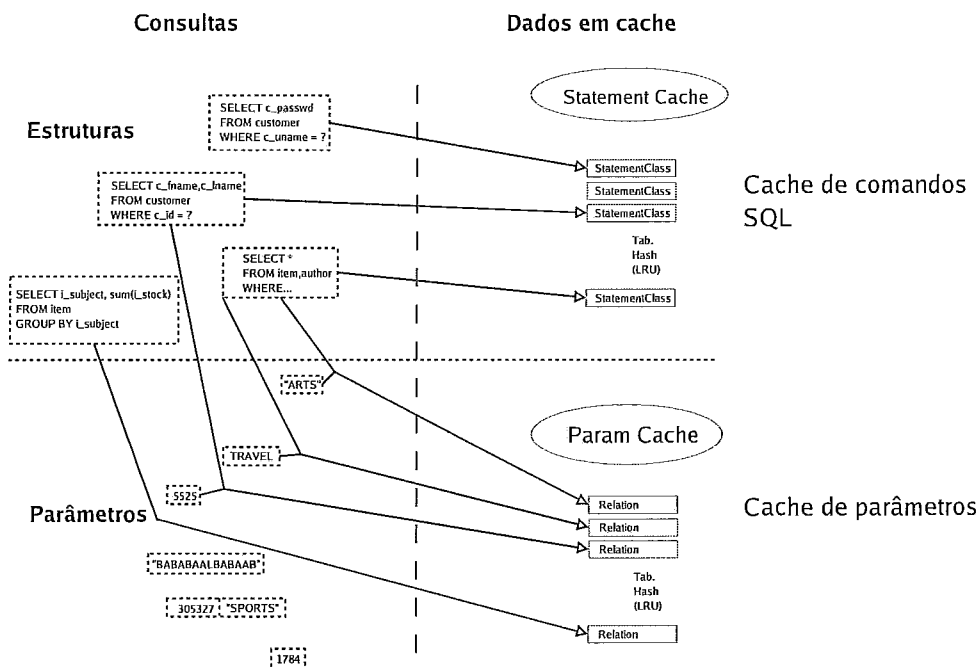 Consultas
Dados em cache
Estruturas
SELECT c_passwd
FROM customer
WHERE c_uname = ?
SELECT c_fname,c_lname
FROM customer
WHERE c_id = ?
SELECT *
FROM item,author
WHERE...
SELECT i_subject, sum(i_stock)
FROM item
GROUP BY i_subject
Statement Cache
StatementClass
StatementClass
StatementClass
Tab.
Hash
(LRU)
StatementClass
Cache de comandos
SQL
Parâmetros
"ARTS"
TRAVEL
5525
"BABABAALBABAAB"
305327 "SPORTS"
1784
Param Cache
Relation
Relation
Relation
Tab.
Hash
(LRU)
Relation
Cache de parâmetros